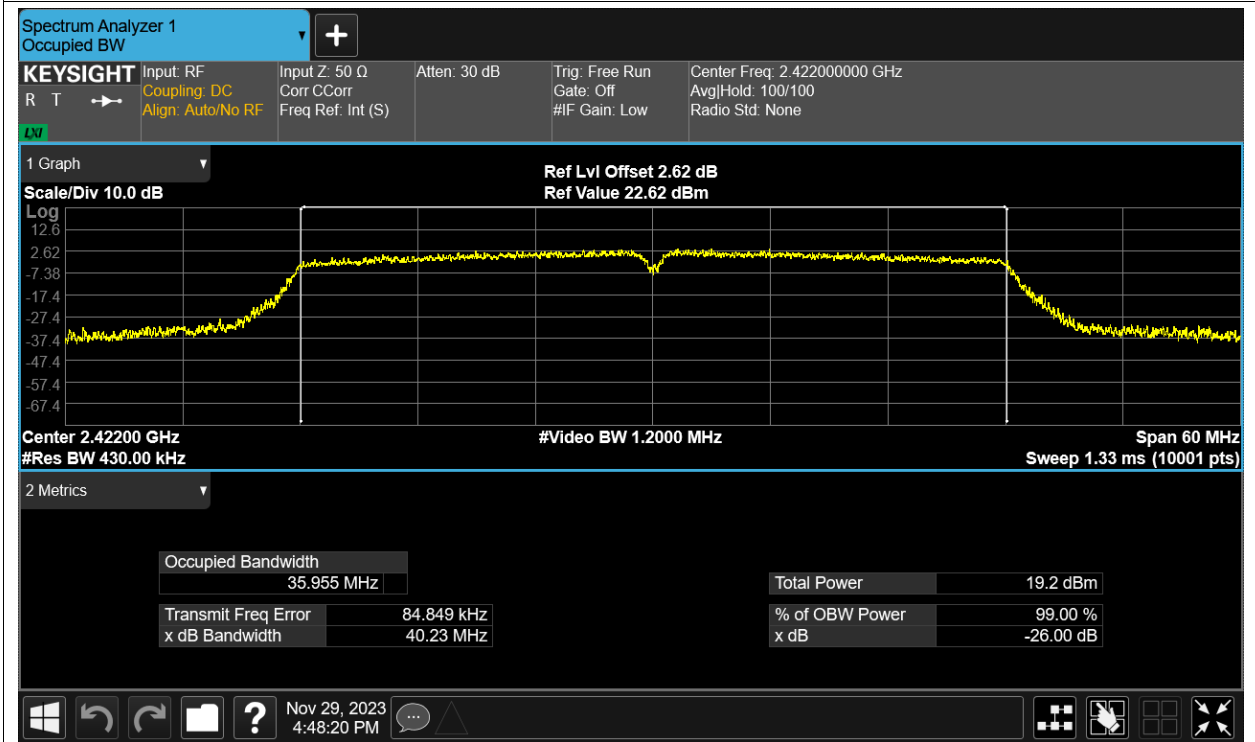 Spectrum Analyzer 1
Occupied BW
KEYSIGHT
R T
LXI
Input: RF
Coupling: DC
Align: Auto/No RF
Input Z: 50 Ω
Corr CCorr
Freq Ref: Int (S)
Atten: 30 dB
Trig: Free Run
Gate: Off
#IF Gain: Low
Center Freq: 2.422000000 GHz
Avg|Hold: 100/100
Radio Std: None
1 Graph
Scale/Div 10.0 dB
Ref Lvl Offset 2.62 dB
Ref Value 22.62 dBm
Log
12.6
2.62
-7.38
-17.4
-27.4
-37.4
-47.4
-57.4
-67.4
Center 2.42200 GHz
#Res BW 430.00 kHz
#Video BW 1.2000 MHz
Span 60 MHz
Sweep 1.33 ms (10001 pts)
2 Metrics
Occupied Bandwidth
35.955 MHz
Transmit Freq Error 84.849 kHz
x dB Bandwidth 40.23 MHz
Total Power 19.2 dBm
% of OBW Power 99.00 %
x dB -26.00 dB
?
Nov 29, 2023
4:48:20 PM